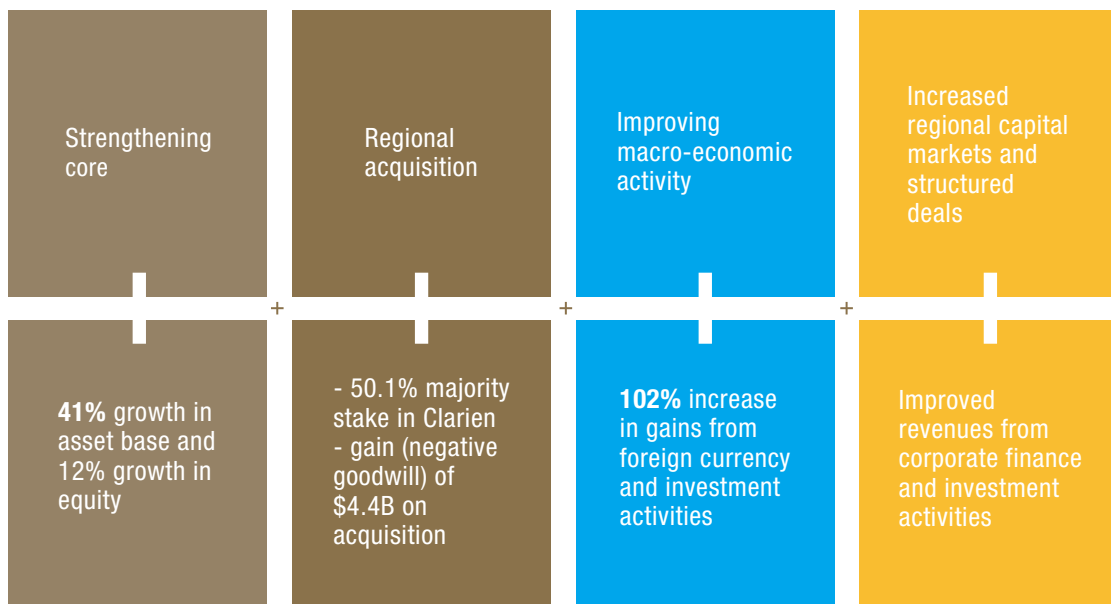 Strengthening
core
Regional
acquisition
Improving
macro-economic
activity
Increased
regional capital
markets and
structured
deals
+
+
+
41% growth in
asset base and
12% growth in
equity
- 50.1% majority
stake in Clarien
- gain (negative
goodwill) of
$4.4B on
acquisition
102% increase
in gains from
foreign currency
and investment
activities
Improved
revenues from
corporate finance
and investment
activities